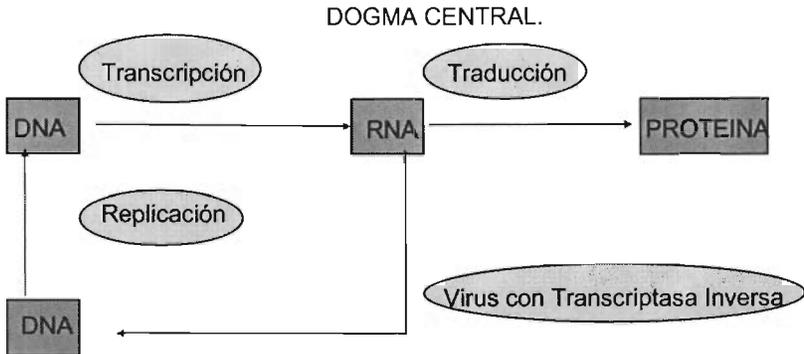 DOGMA CENTRAL.
Transcripción
Traducción
DNA
RNA
PROTEINA
Replicación
Virus con Transcriptasa Inversa
DNA